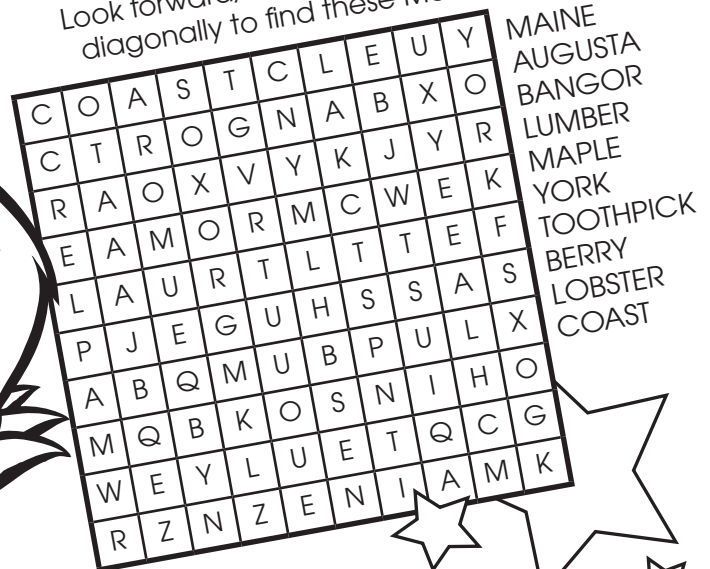 Look forward,
diagonally to find these
C O A S T C L E U Y
C T R O G N A B X O
R A O X V Y K J Y R
E A M O R M C W E K
L A U R T L T T E F
P J E G U H S S A S
A B Q M U B P U L X
M Q B K O S N I H O
W E Y L U E T Q C G
R Z N Z E N I A M K
MAINE
AUGUSTA
BANGOR
LUMBER
MAPLE
YORK
TOOTHPICK
BERRY
LOBSTER
COAST